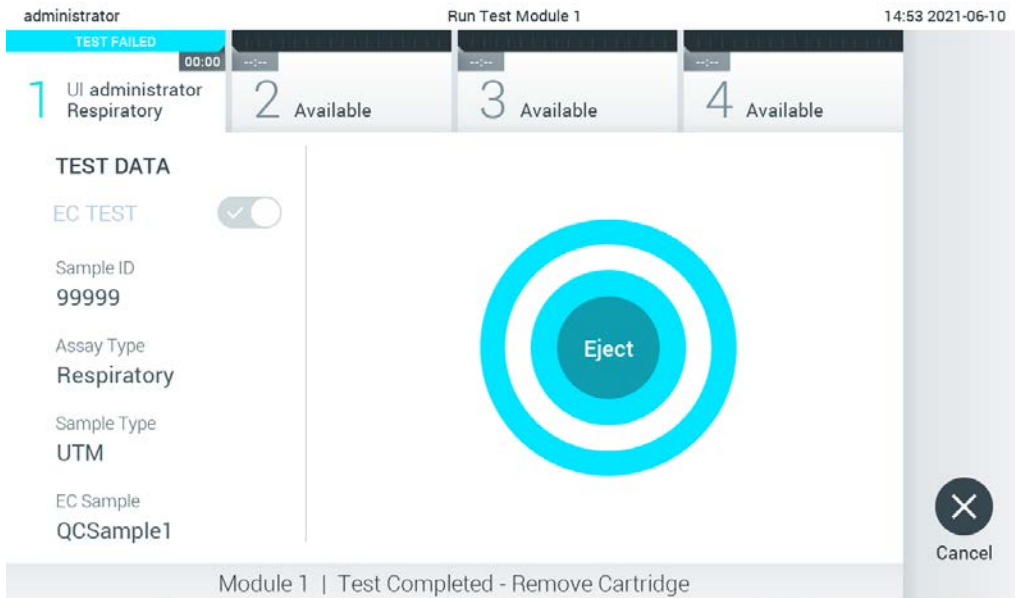 administrator Run Test Module 1 14:53 2021-06-10
TEST FAILED
00:00 --:-- --:-- --:--
1 UI administrator
Respiratory
2 Available
3 Available
4 Available
TEST DATA
EC TEST
Sample ID
99999
Assay Type
Respiratory
Sample Type
UTM
EC Sample
QCSample1
Eject
Cancel
Module 1 | Test Completed - Remove Cartridge